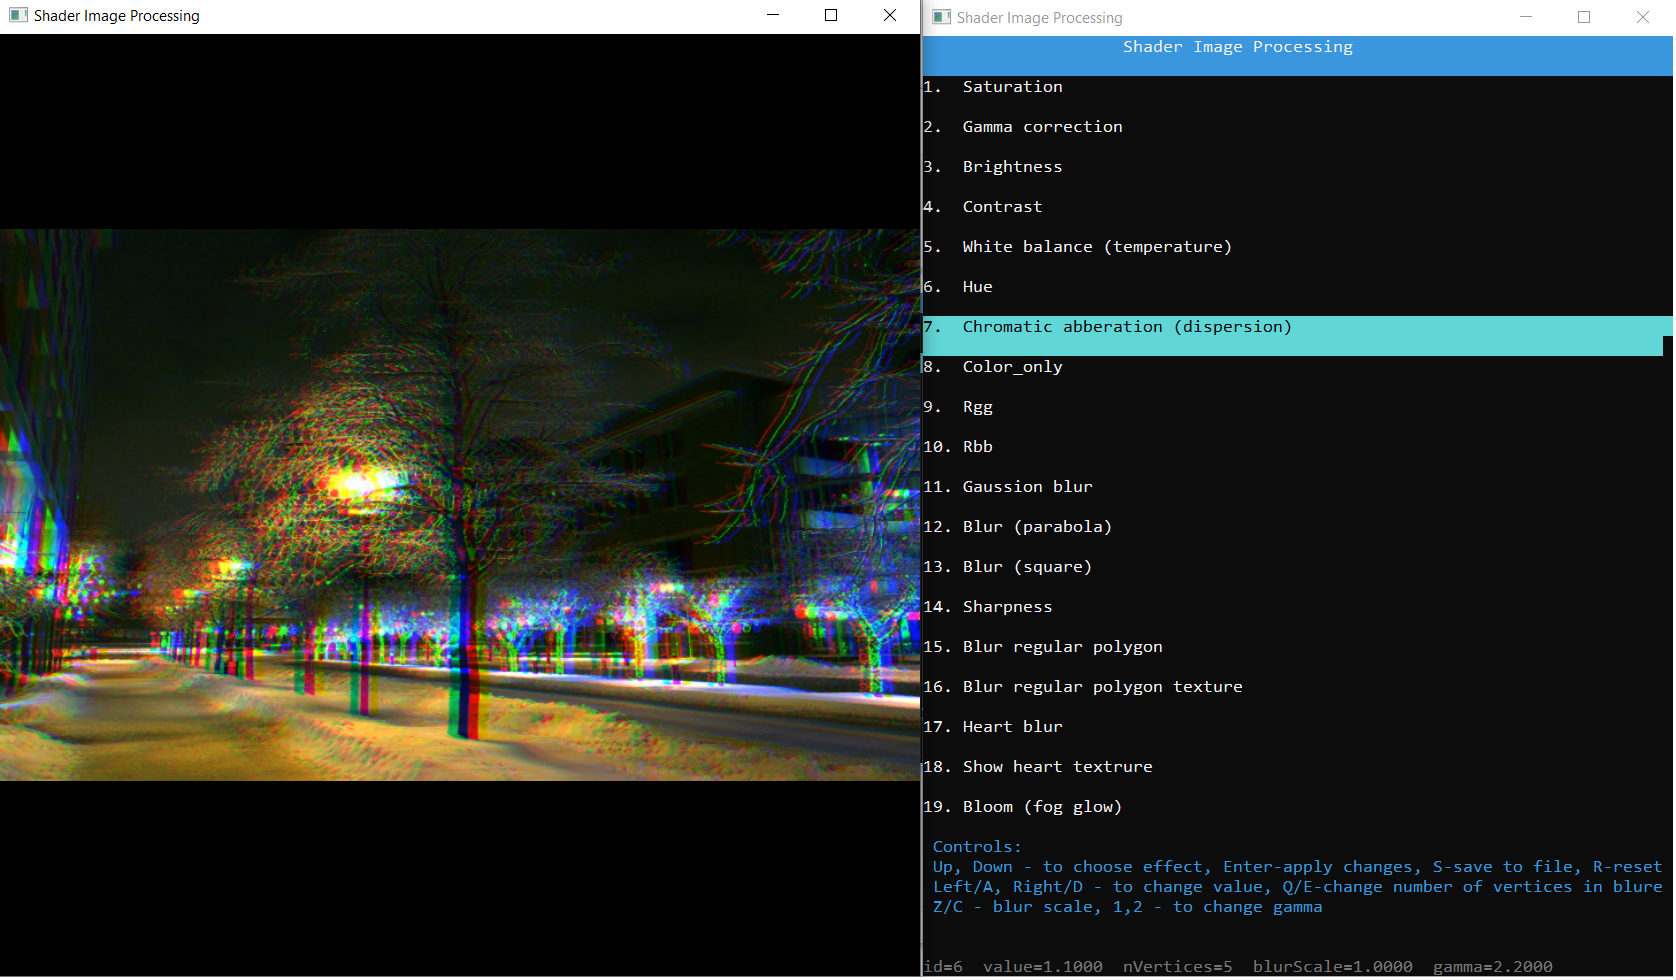 Shader Image Processing
Shader Image Processing
Shader Image Processing
1. Saturation
2. Gamma correction
3. Brightness
4. Contrast
5. White balance (temperature)
6. Hue
7. Chromatic abberation (dispersion)
8. Color_only
9. Rgg
10. Rbb
11. Gaussion blur
12. Blur (parabola)
13. Blur (square)
14. Sharpness
15. Blur regular polygon
16. Blur regular polygon texture
17. Heart blur
18. Show heart textrure
19. Bloom (fog glow)
Controls:
Up, Down - to choose effect, Enter-apply changes, S-save to file, R-reset
Left/A, Right/D - to change value, Q/E-change number of vertices in blure
Z/C - blur scale, 1,2 - to change gamma
id=6 value=1.1000 nVertices=5 blurScale=1.0000 gamma=2.2000